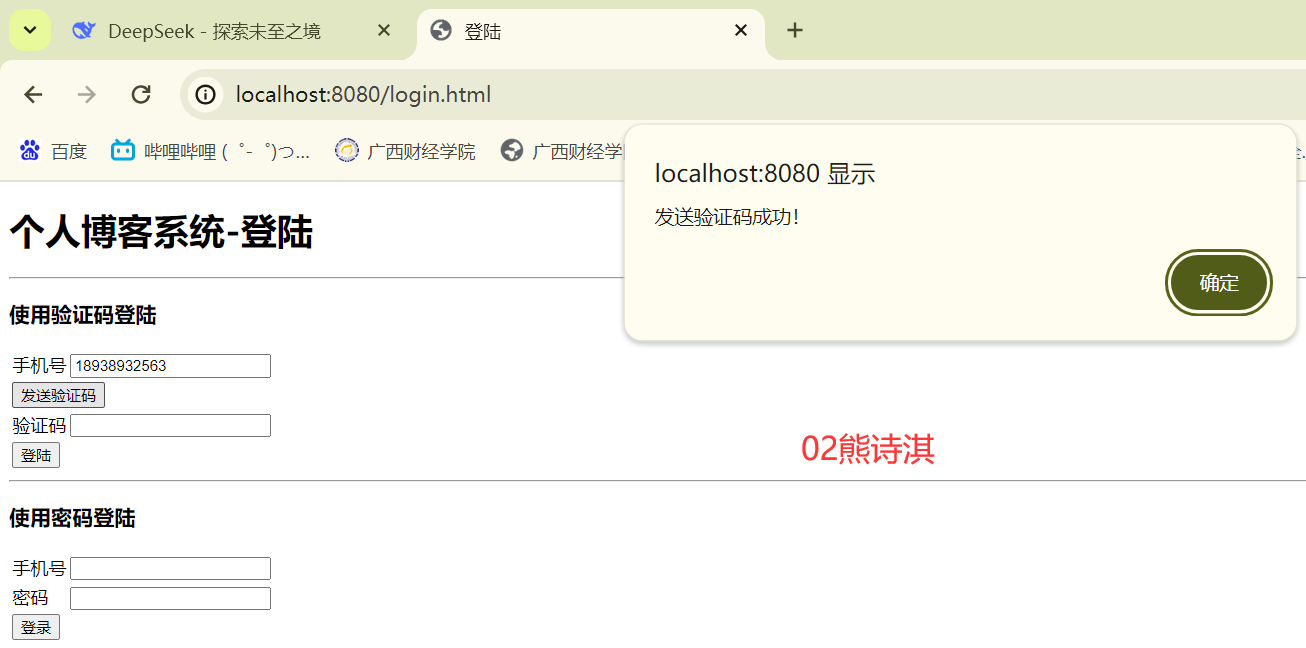 DeepSeek - 探索未至之境
登陆
localhost:8080/login.html
百度
哔哩哔哩 (゜-゜)つ...
广西财经学院
广西财经学
localhost:8080 显示
发送验证码成功！
确定
个人博客系统-登陆
使用验证码登陆
手机号 18938932563
发送验证码
验证码
登陆
02熊诗淇
使用密码登陆
手机号
密码
登录